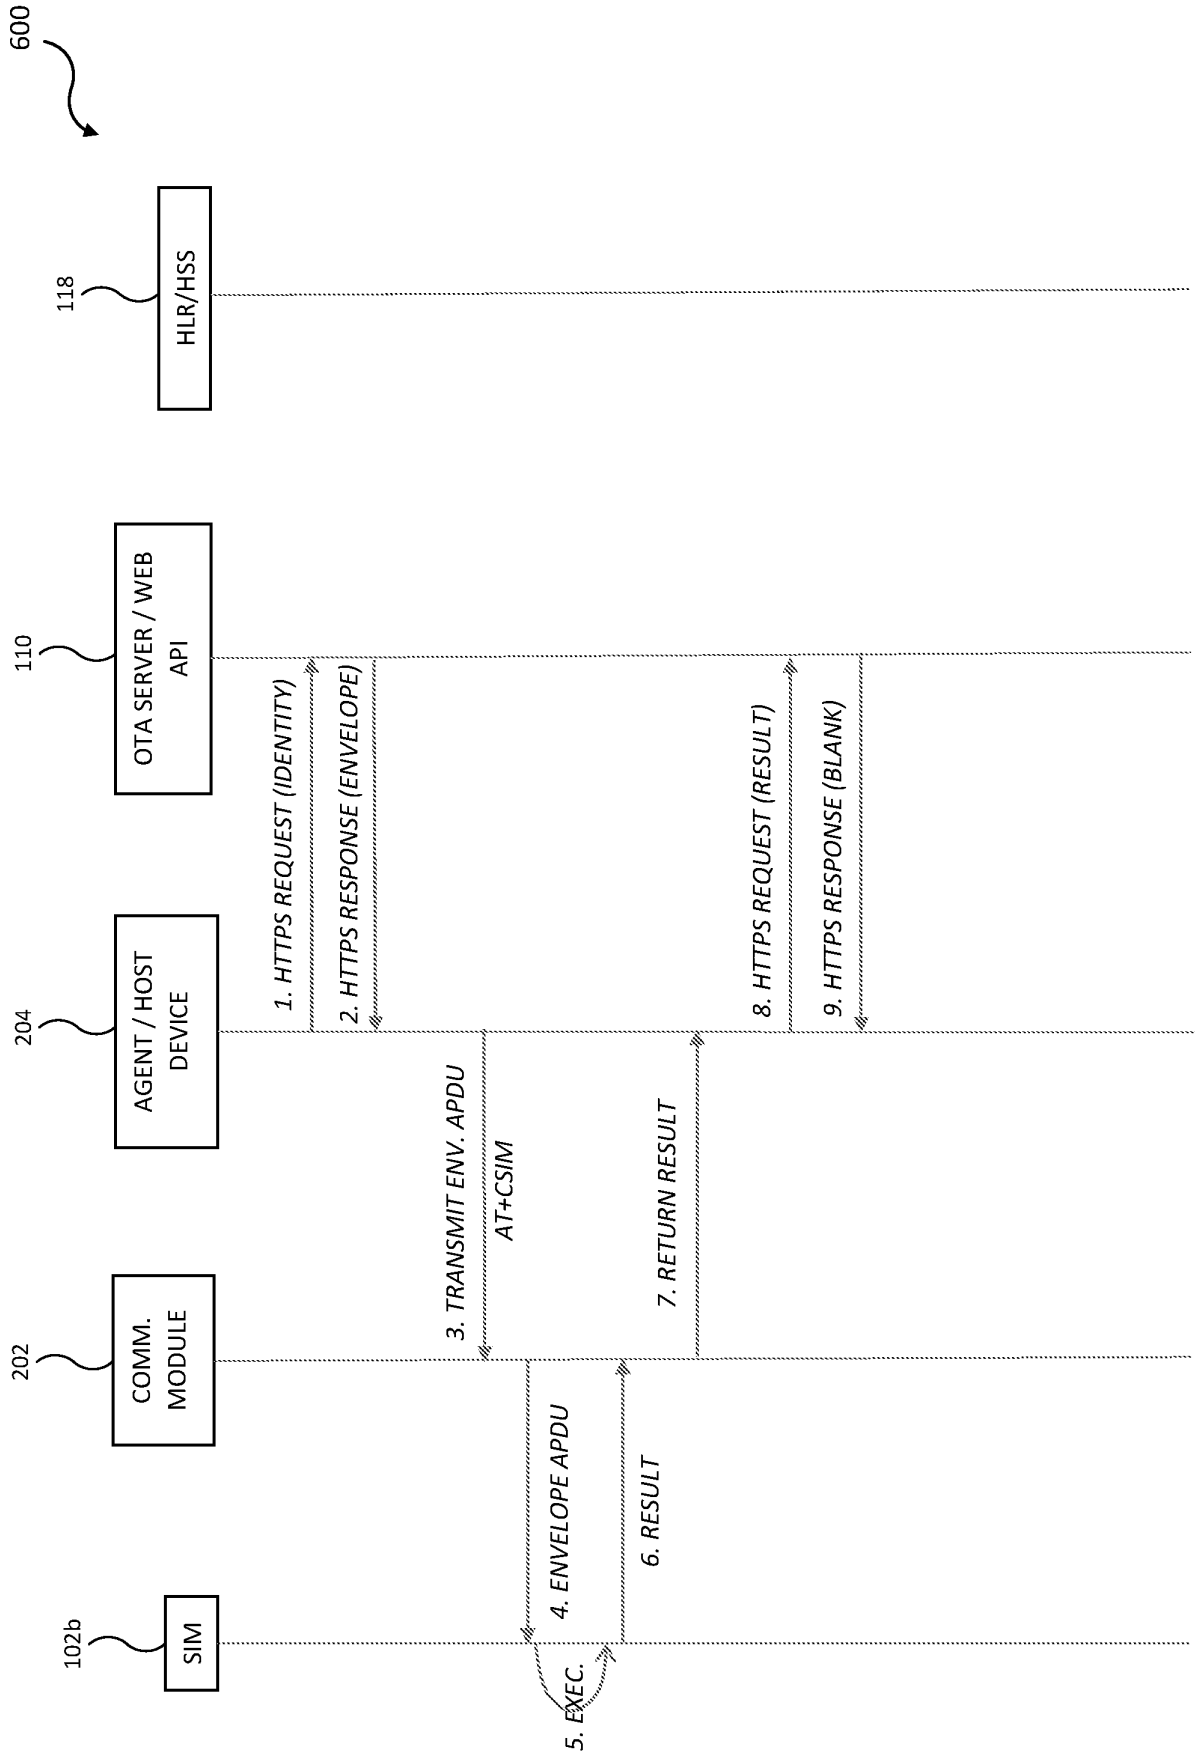 600
102b
SIM
202
COMM.
MODULE
204
AGENT / HOST
DEVICE
110
OTA SERVER / WEB
API
118
HLR/HSS
1. HTTPS REQUEST (IDENTITY)
2. HTTPS RESPONSE (ENVELOPE)
3. TRANSMIT ENV. APDU
AT+CSIM
4. ENVELOPE APDU
5. EXEC.
6. RESULT
7. RETURN RESULT
8. HTTPS REQUEST (RESULT)
9. HTTPS RESPONSE (BLANK)